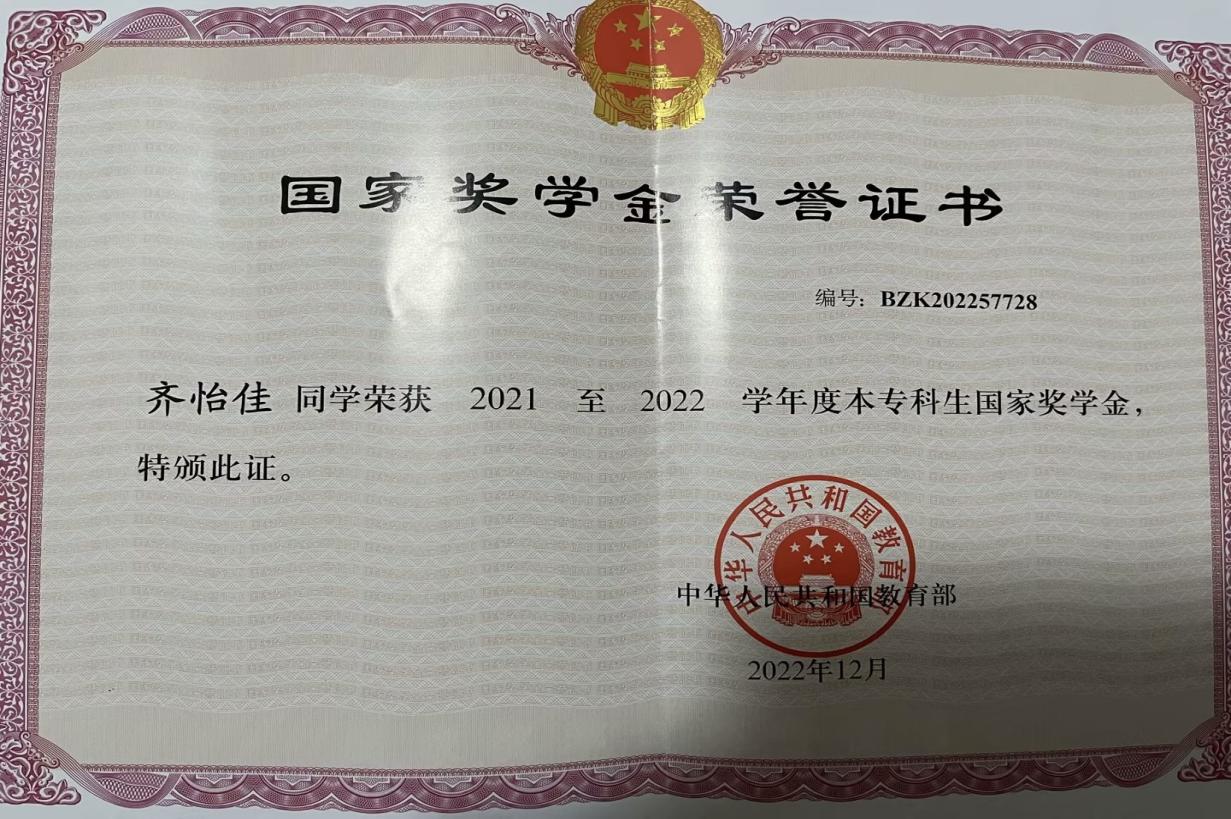 国家奖学金荣誉证书
编号：BZK202257728
齐怡佳 同学荣获 2021 至 2022 学年度本专科生国家奖学金，
特颁此证。
中华人民共和国教育部
中华人民共和国教育部
2022年12月